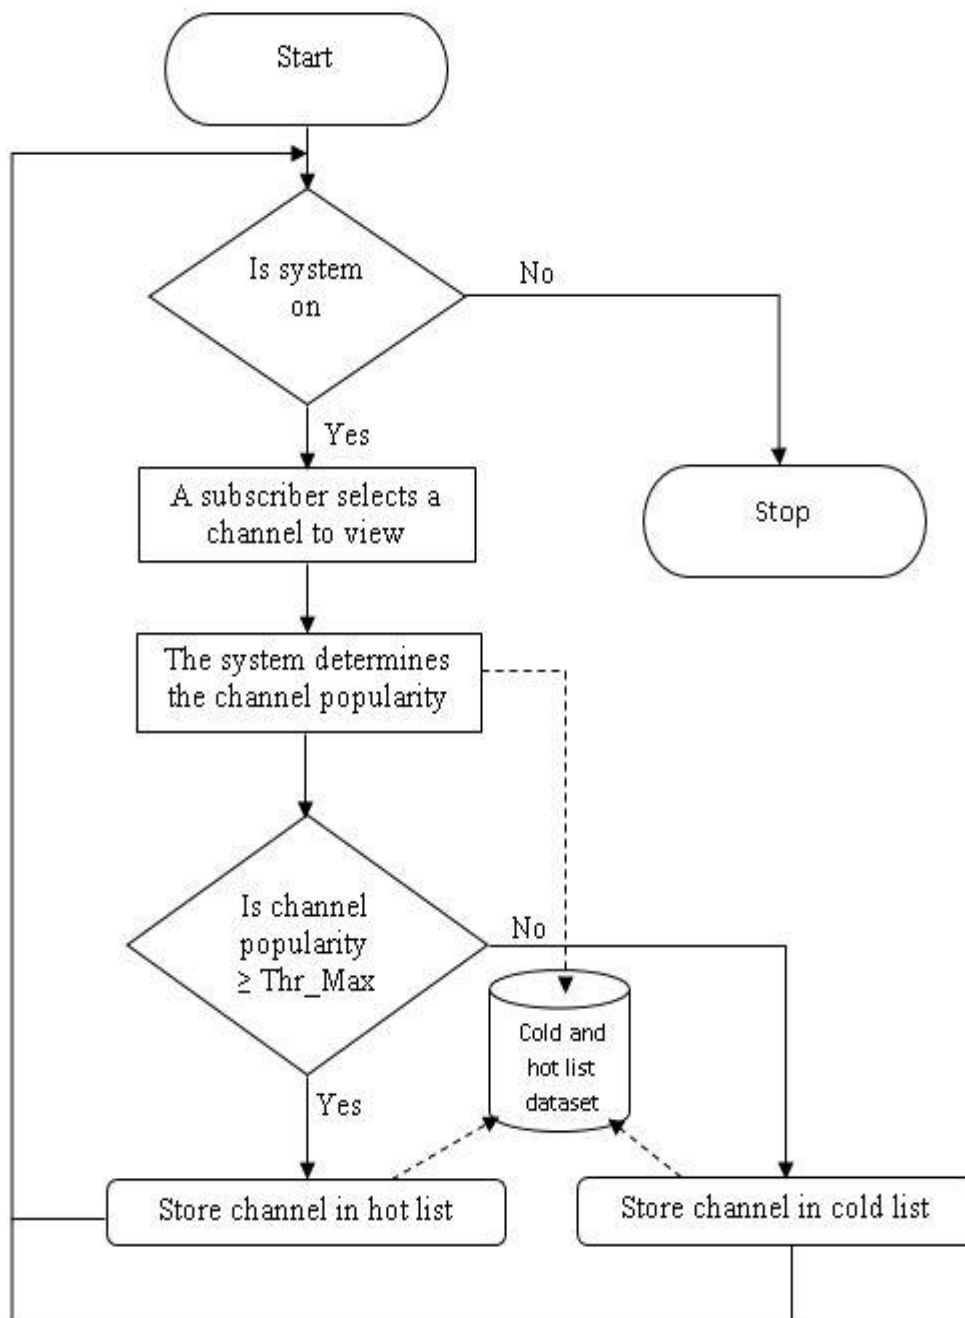 Start
Is system
on
No
Yes
A subscriber selects a
channel to view
Stop
The system determines
the channel popularity
Is channel
popularity
≥ Thr_Max
No
Cold and
hot list
dataset
Yes
Store channel in hot list
Store channel in cold list